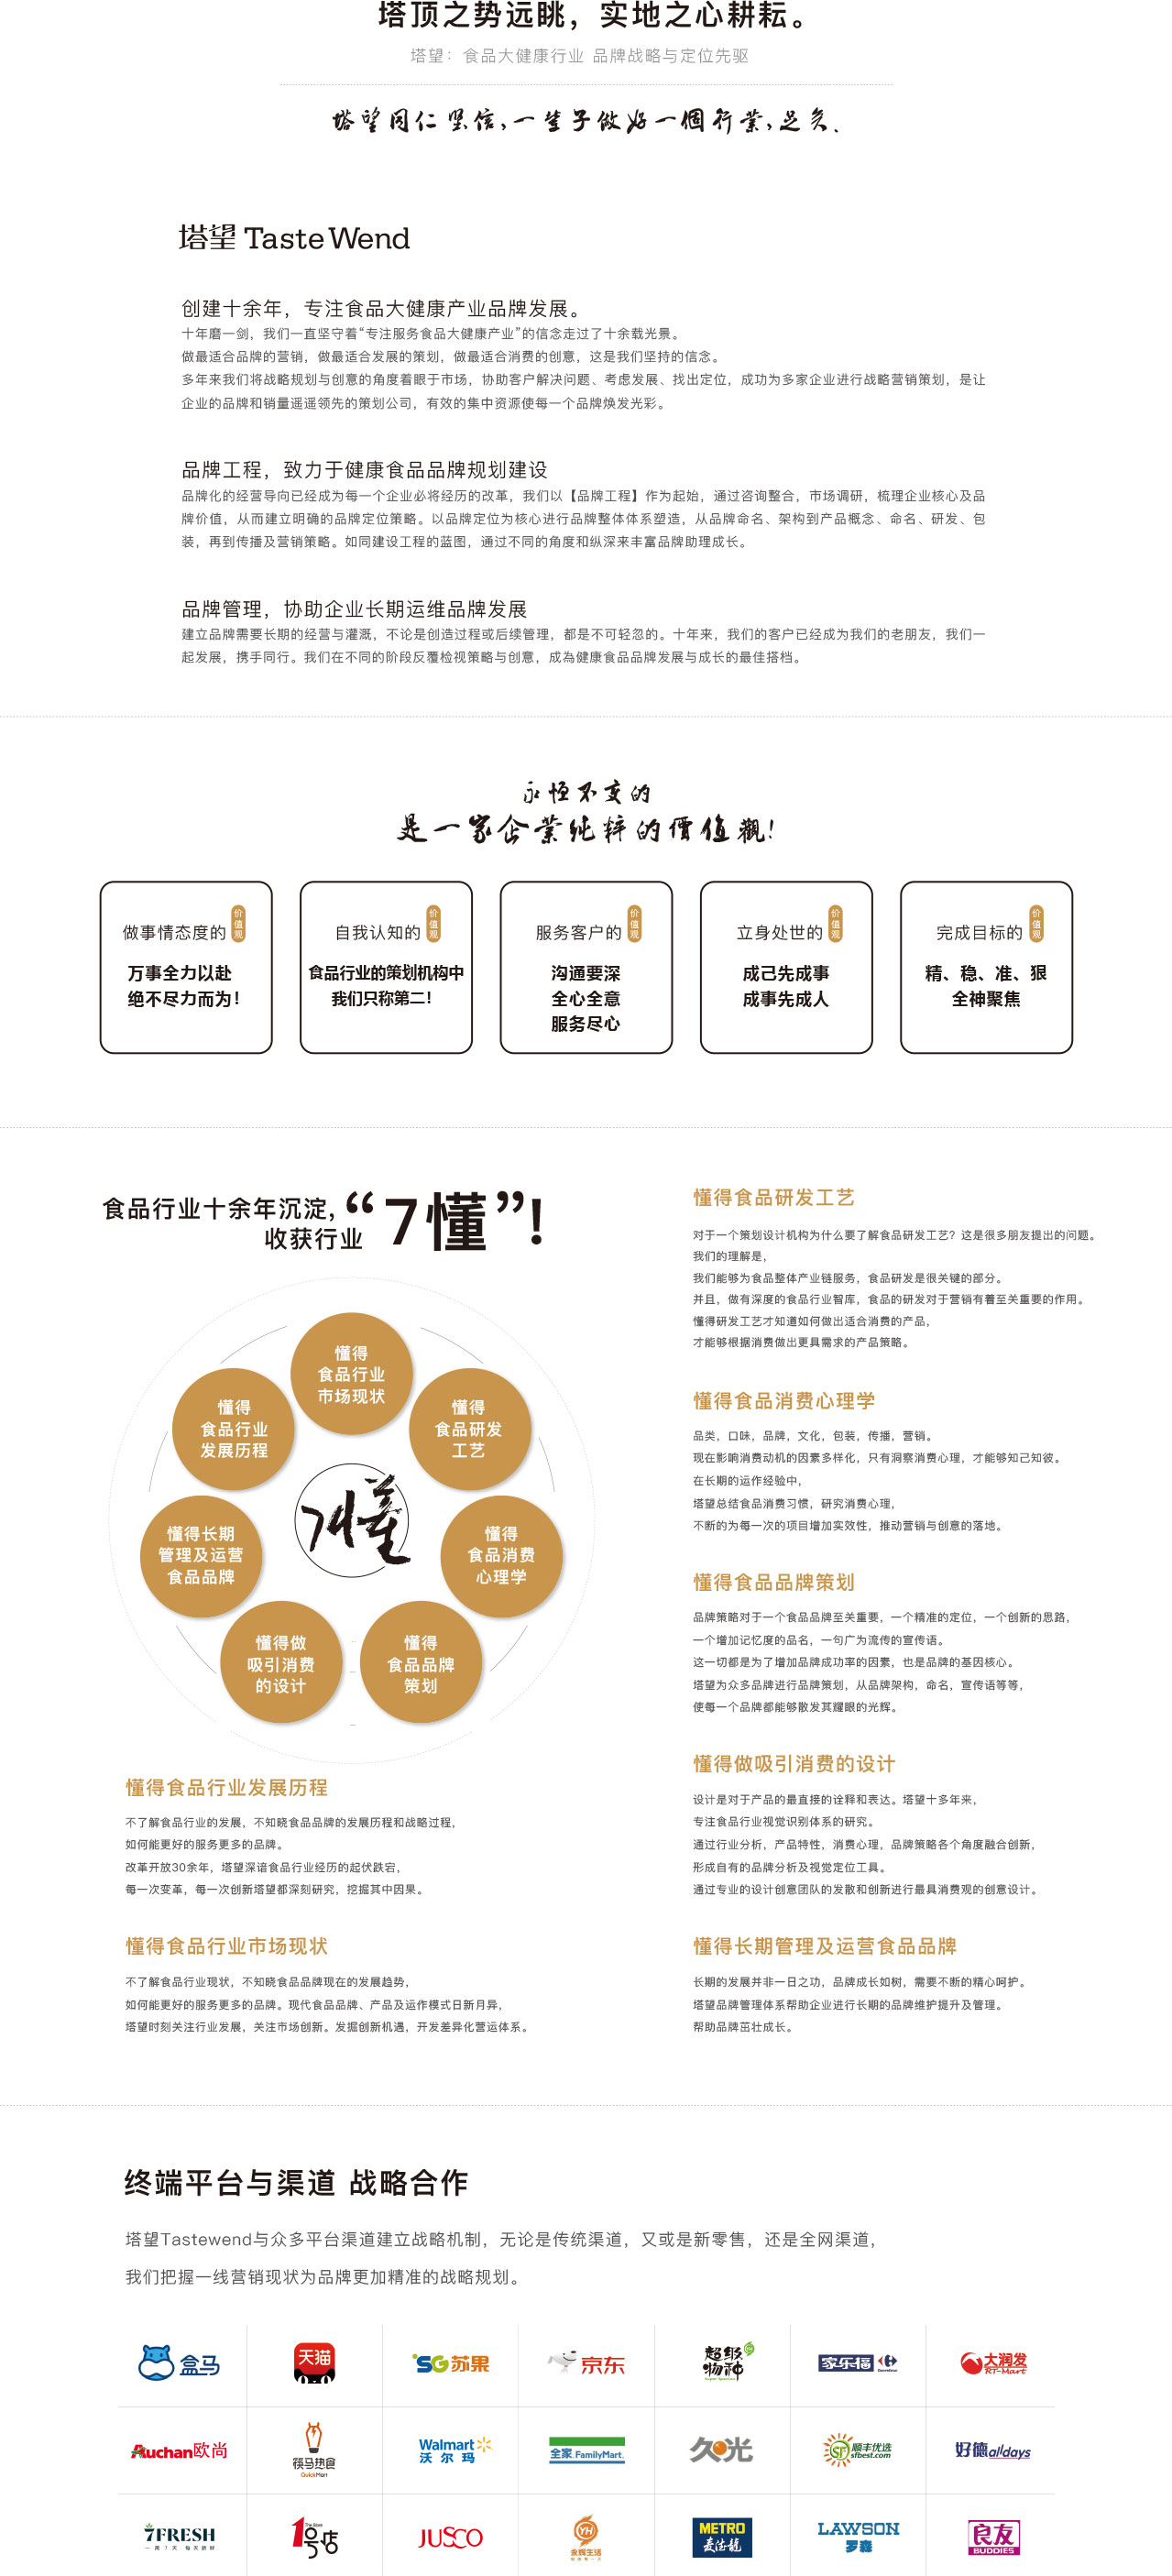 塔顶之势远眺，实地之心耕耘。
塔望：食品大健康行业 品牌战略与定位先驱
塔望同仁坚信,一生子做好一個行業,足矣.
塔望 Taste Wend
创建十余年，专注食品大健康产业品牌发展。
十年磨一剑，我们一直坚守着“专注服务食品大健康产业”的信念走过了十余载光景。
做最适合品牌的营销，做最适合发展的策划，做最适合消费的创意，这是我们坚持的信念。
多年来我们将战略规划与创意的角度着眼于市场，协助客户解决问题、考虑发展、找出定位，成功为多家企业进行战略营销策划，是让
企业的品牌和销量遥遥领先的策划公司，有效的集中资源使每一个品牌焕发光彩。
品牌工程，致力于健康食品品牌规划建设
品牌化的经营导向已经成为每一个企业必将经历的改革，我们以【品牌工程】作为起始，通过咨询整合，市场调研，梳理企业核心及品
牌价值，从而建立明确的品牌定位策略。以品牌定位为核心进行品牌整体体系塑造，从品牌命名、架构到产品概念、命名、研发、包
装，再到传播及营销策略。如同建设工程的蓝图，通过不同的角度和纵深来丰富品牌助理成长。
品牌管理，协助企业长期运维品牌发展
建立品牌需要长期的经营与灌溉，不论是创造过程或后续管理，都是不可轻忽的。十年来，我们的客户已经成为我们的老朋友，我们一
起发展，携手同行。我们在不同的阶段反覆检视策略与创意，成為健康食品品牌发展与成长的最佳搭档。
永恒不变的
是一家企業纯粹的價值觀!
做事情态度的 价值观
万事全力以赴
绝不尽力而为！
自我认知的 价值观
食品行业的策划机构中
我们只称第二！
服务客户的 价值观
沟通要深
全心全意
服务尽心
立身处世的 价值观
成己先成事
成事先成人
完成目标的 价值观
精、稳、准、狠
全神聚焦
食品行业十余年沉淀,
收获行业“7懂”!
懂得
食品行业
市场现状
懂得
食品行业
发展历程
懂得
食品研发
工艺
7懂
懂得长期
管理及运营
食品品牌
懂得
食品消费
心理学
懂得做
吸引消费
的设计
懂得
食品品牌
策划
懂得食品行业发展历程
不了解食品行业的发展，不知晓食品品牌的发展历程和战略过程，
如何能更好的服务更多的品牌。
改革开放30余年，塔望深谙食品行业经历的起伏跌宕，
每一次变革，每一次创新塔望都深刻研究，挖掘其中因果。
懂得食品行业市场现状
不了解食品行业现状，不知晓食品品牌现在的发展趋势，
如何能更好的服务更多的品牌。现代食品品牌、产品及运作模式日新月异，
塔望时刻关注行业发展，关注市场创新。发掘创新机遇，开发差异化营运体系。
懂得食品研发工艺
对于一个策划设计机构为什么要了解食品研发工艺？这是很多朋友提出的问题。
我们的理解是，
我们能够为食品整体产业链服务，食品研发是很关键的部分。
并且，做有深度的食品行业智库，食品的研发对于营销有着至关重要的作用。
懂得研发工艺才知道如何做出适合消费的产品，
才能够根据消费做出更具需求的产品策略。
懂得食品消费心理学
品类，口味，品牌，文化，包装，传播，营销。
现在影响消费动机的因素多样化，只有洞察消费心理，才能够知己知彼。
在长期的运作经验中，
塔望总结食品消费习惯，研究消费心理，
不断的为每一次的项目增加实效性，推动营销与创意的落地。
懂得食品品牌策划
品牌策略对于一个食品品牌至关重要，一个精准的定位，一个创新的思路，
一个增加记忆度的品名，一句广为流传的宣传语。
这一切都是为了增加品牌成功率的因素，也是品牌的基因核心。
塔望为众多品牌进行品牌策划，从品牌架构，命名，宣传语等等，
使每一个品牌都能够散发其耀眼的光辉。
懂得做吸引消费的设计
设计是对于产品的最直接的诠释和表达。塔望十多年来，
专注食品行业视觉识别体系的研究。
通过行业分析，产品特性，消费心理，品牌策略各个角度融合创新，
形成自有的品牌分析及视觉定位工具。
通过专业的设计创意团队的发散和创新进行最具消费观的创意设计。
懂得长期管理及运营食品品牌
长期的发展并非一日之功，品牌成长如树，需要不断的精心呵护。
塔望品牌管理体系帮助企业进行长期的品牌维护提升及管理。
帮助品牌茁壮成长。
终端平台与渠道 战略合作
塔望Tastewend与众多平台渠道建立战略机制，无论是传统渠道，又或是新零售，还是全网渠道，
我们把握一线营销现状为品牌更加精准的战略规划。
盒马
天猫
SG苏果
京东
超级物种
家乐福 Carrefour
大润发 RT-Mart
Auchan欧尚
筷马热食 QuickMart
Walmart 沃尔玛
全家 FamilyMart.
久光
SF 顺丰优选 sfbest.com
好德alldays
7FRESH
1号店
JUSCO
YH 永辉生活
METRO 麦德龙
LAWSON 罗森
良友 BUDDIES